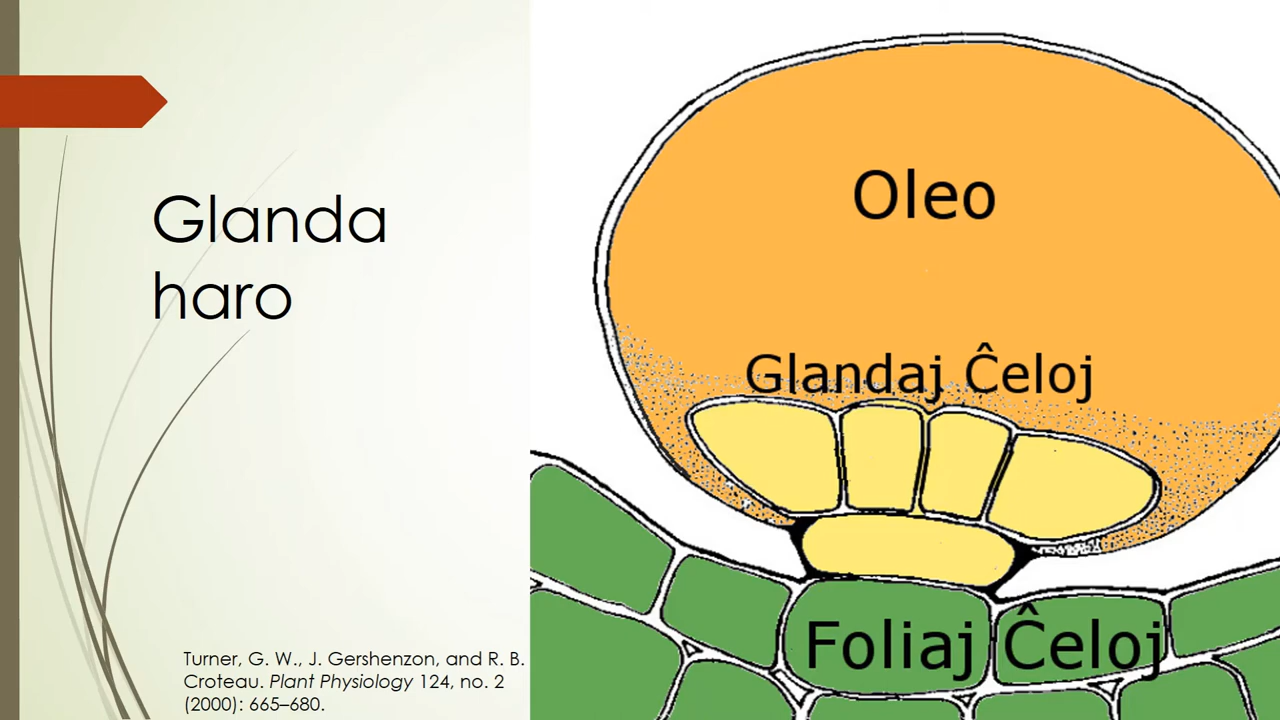 Glanda
haro
Turner, G. W., J. Gershenzon, and R. B.
Croteau. Plant Physiology 124, no. 2
(2000): 665–680.
Oleo
Glandaj Ĉeloj
Foliaj Ĉeloj